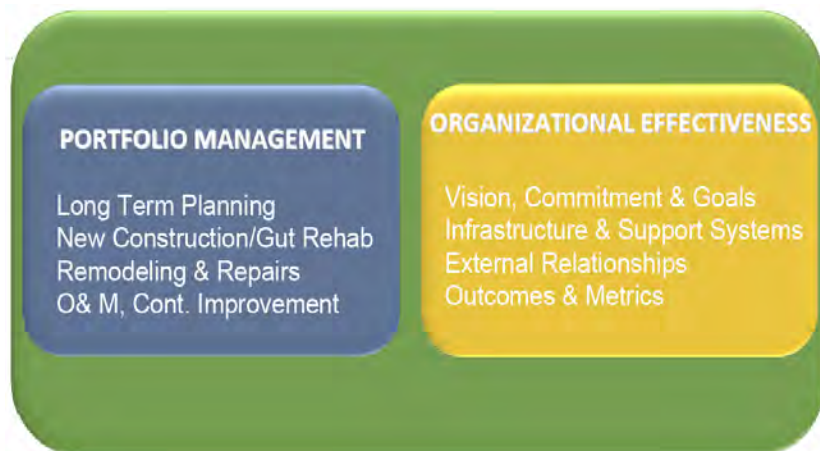 PORTFOLIO MANAGEMENT
Long Term Planning
New Construction/Gut Rehab
Remodeling & Repairs
O& M, Cont. Improvement
ORGANIZATIONAL EFFECTIVENESS
Vision, Commitment & Goals
Infrastructure & Support Systems
External Relationships
Outcomes & Metrics